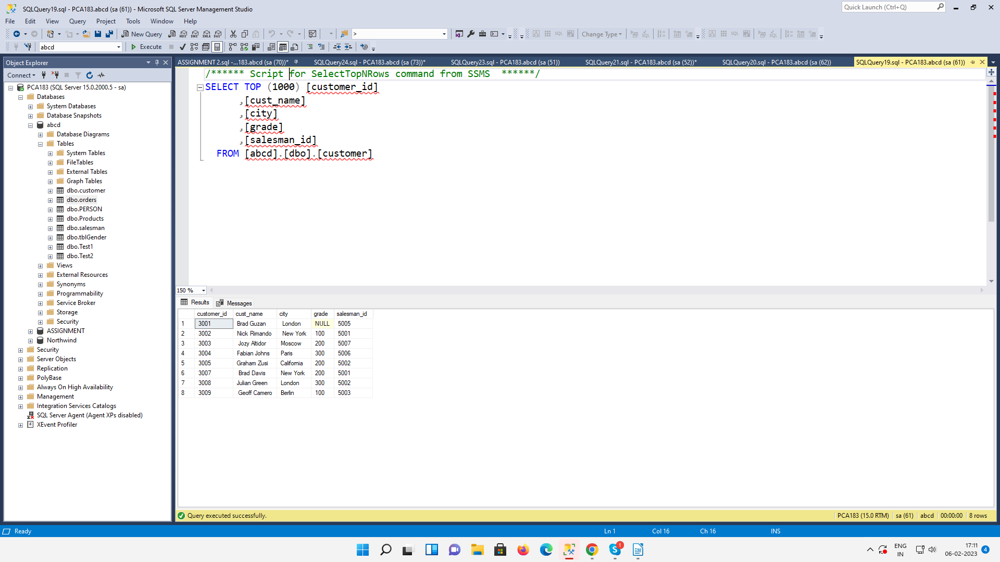 SQLQuery19.sql - PCA183.abcd (sa (61)) - Microsoft SQL Server Management Studio
Quick Launch (Ctrl+Q)
File Edit View Query Project Tools Window Help
New Query
MDX DMX XMLA DAX
>
Change Type
abcd
Execute
Object Explorer
Connect
PCA183 (SQL Server 15.0.2000.5 - sa)
Databases
System Databases
Database Snapshots
abcd
Database Diagrams
Tables
System Tables
FileTables
External Tables
Graph Tables
dbo.customer
dbo.orders
dbo.PERSON
dbo.Products
dbo.salesman
dbo.tblGender
dbo.Test1
dbo.Test2
Views
External Resources
Synonyms
Programmability
Service Broker
Storage
Security
ASSIGNMENT
Northwind
Security
Server Objects
Replication
PolyBase
Always On High Availability
Management
Integration Services Catalogs
SQL Server Agent (Agent XPs disabled)
XEvent Profiler
ASSIGNMENT 2.sql -...183.abcd (sa (70))* SQLQuery24.sql - PCA183.abcd (sa (73))* SQLQuery23.sql - PCA183.abcd (sa (51)) SQLQuery21.sql - PCA183.abcd (sa (52))* SQLQuery20.sql - PCA183.abcd (sa (62)) SQLQuery19.sql - PCA183.abcd (sa (61))
/****** Script for SelectTopNRows command from SSMS  ******/
SELECT TOP (1000) [customer_id]
,[cust_name]
,[city]
,[grade]
,[salesman_id]
FROM [abcd].[dbo].[customer]
150 %
Results Messages
customer_id cust_name city grade salesman_id
1 3001 Brad Guzan London NULL 5005
2 3002 Nick Rimando New York 100 5001
3 3003 Jozy Altidor Moscow 200 5007
4 3004 Fabian Johns Paris 300 5006
5 3005 Graham Zusi California 200 5002
6 3007 Brad Davis New York 200 5001
7 3008 Julian Green London 300 5002
8 3009 Geoff Camero Berlin 100 5003
Query executed successfully.
PCA183 (15.0 RTM) sa (61) abcd 00:00:00 8 rows
Ready Ln 1 Col 16 Ch 16 INS
1
ENG
IN
17:11
06-02-2023
4